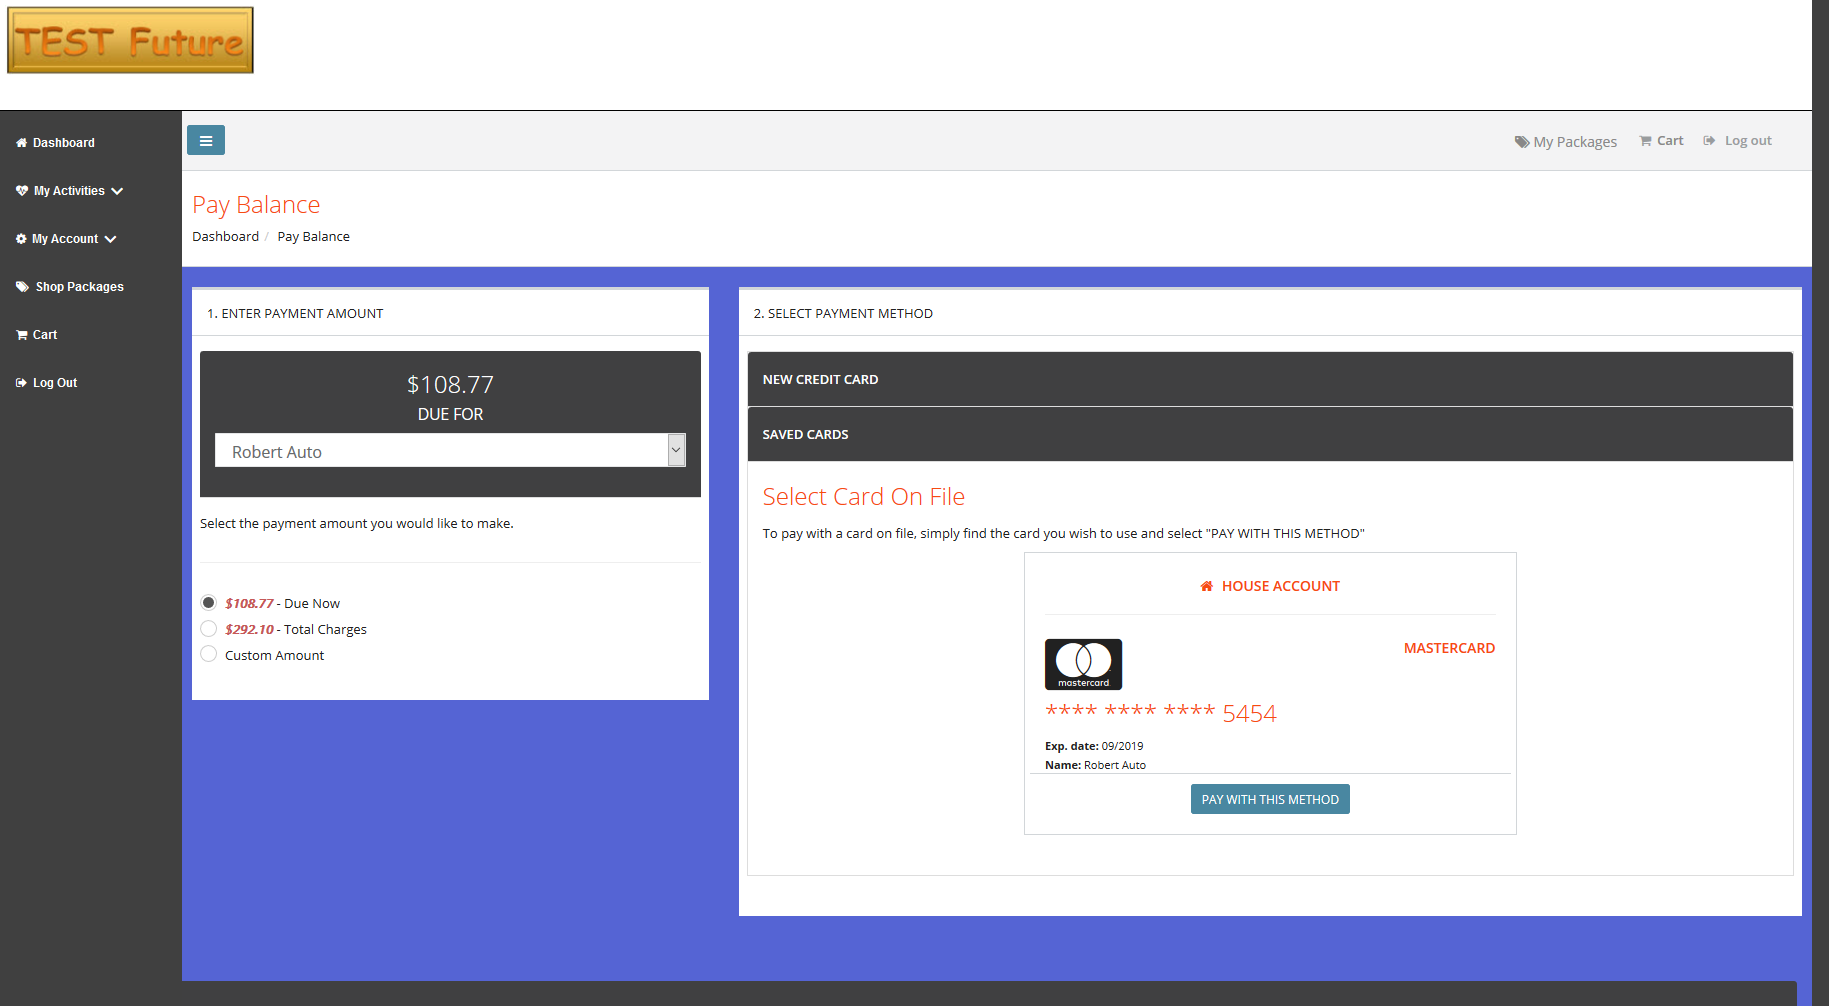 TEST Future
Dashboard
My Activities
My Account
Shop Packages
Cart
Log Out
My Packages
Cart
Log out
Pay Balance
Dashboard / Pay Balance
1. ENTER PAYMENT AMOUNT
$108.77
DUE FOR
Robert Auto
Select the payment amount you would like to make.
$108.77 - Due Now
$292.10 - Total Charges
Custom Amount
2. SELECT PAYMENT METHOD
NEW CREDIT CARD
SAVED CARDS
Select Card On File
To pay with a card on file, simply find the card you wish to use and select "PAY WITH THIS METHOD"
HOUSE ACCOUNT
mastercard
MASTERCARD
**** **** **** 5454
Exp. date: 09/2019
Name: Robert Auto
PAY WITH THIS METHOD